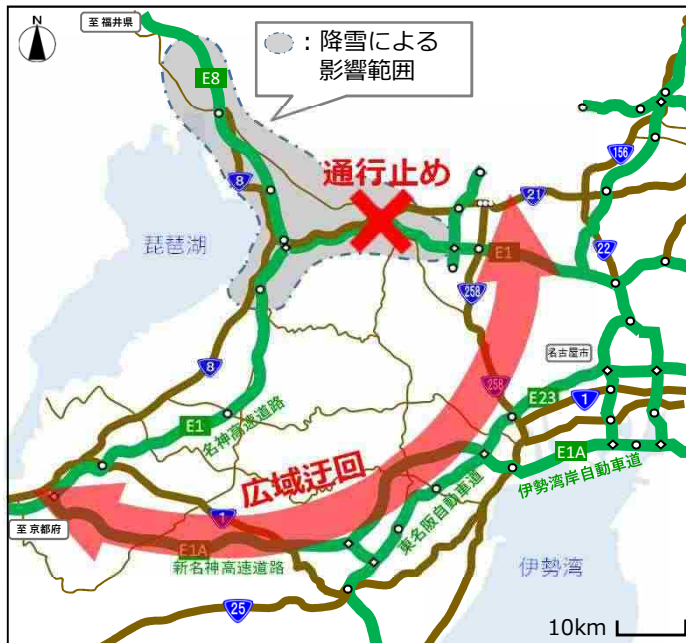 至 福井県
N
：降雪による
影響範囲
E8
156
通行止め
8
21
琵琶湖
22
E1
258
名古屋市
8
258
E23
1
E1
名神高速道路
E1A
広域迂回
伊勢湾岸自動車道
至 京都府
1
東名阪自動車道
E1A
新名神高速道路
伊勢湾
25
10km